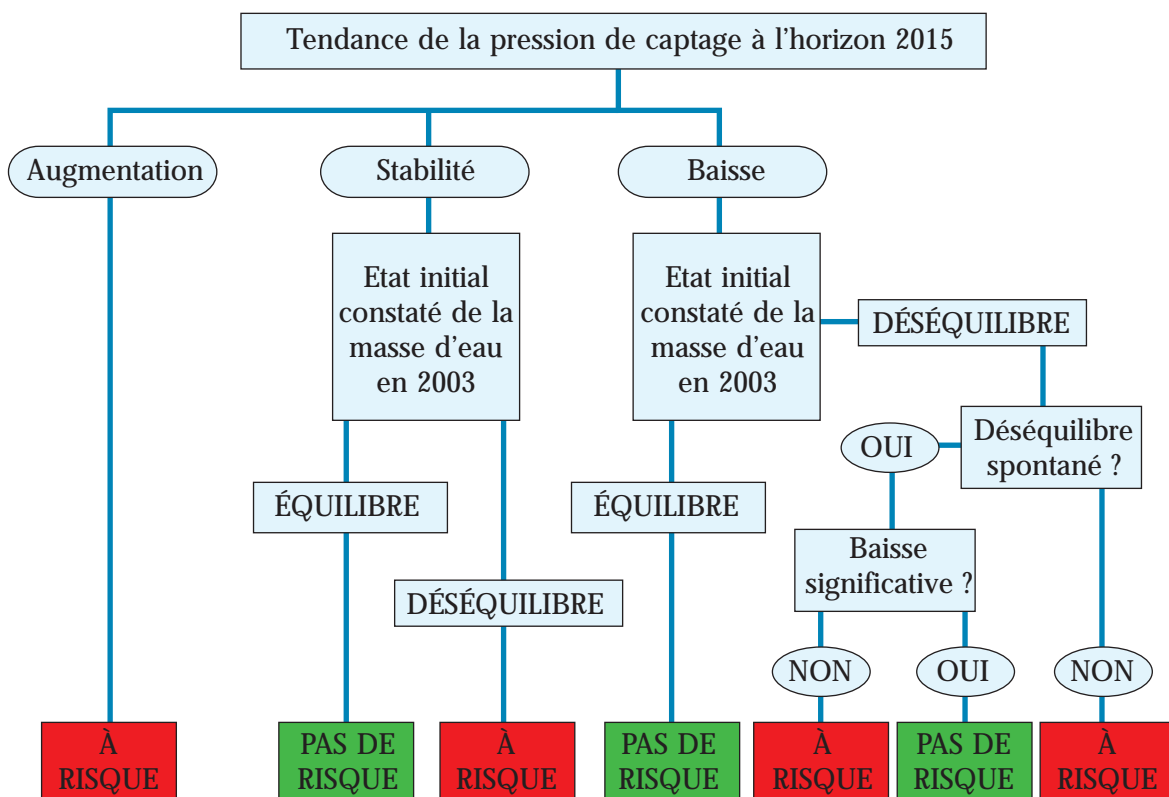 Tendance de la pression de captage à l'horizon 2015
Augmentation
Stabilité
Baisse
Etat initial
constaté de la
masse d'eau
en 2003
Etat initial
constaté de la
masse d'eau
en 2003
DÉSÉQUILIBRE
Déséquilibre
spontané ?
OUI
ÉQUILIBRE
ÉQUILIBRE
Baisse
significative ?
DÉSÉQUILIBRE
NON
OUI
NON
À
RISQUE
PAS DE
RISQUE
À
RISQUE
PAS DE
RISQUE
À
RISQUE
PAS DE
RISQUE
À
RISQUE